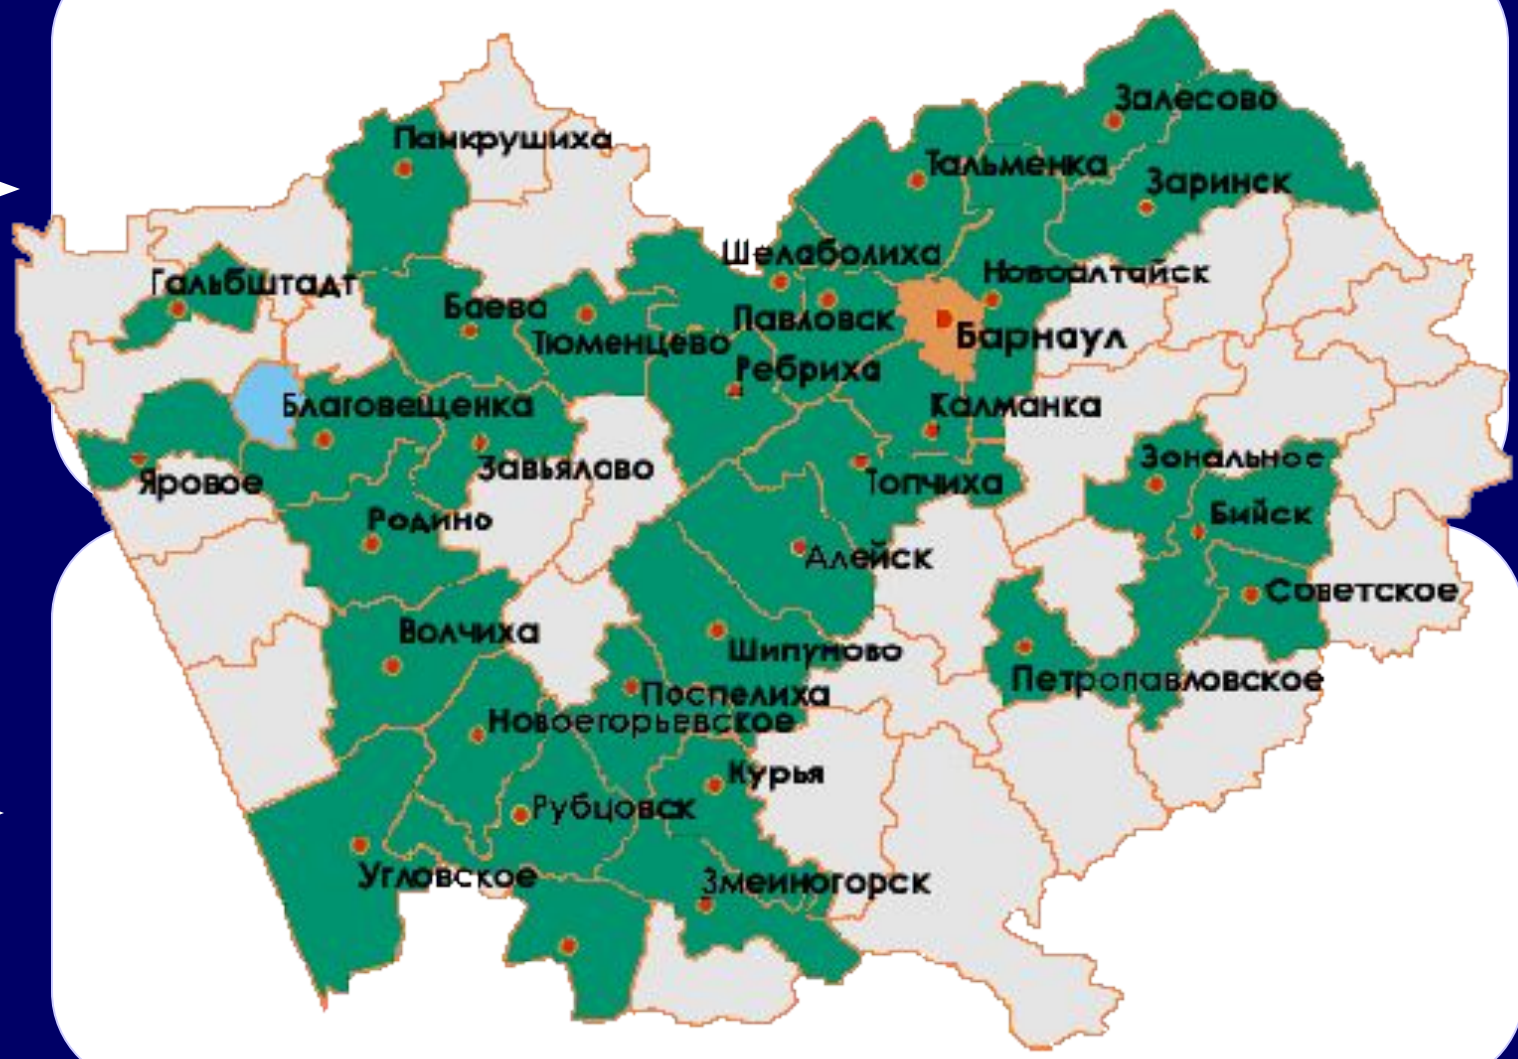 Залесово
Панкрушиха
Тальменка
Заринск
Шелаболиха
Новоалтайск
Гальбштадт
Баева
Павловск
Тюменцево
Барнаул
Ребриха
Благовещенка
Калманка
Зональное
Завьялово
Яровое
Топчиха
Родино
Бийск
Алейск
Советское
Волчиха
Шипуново
Петропавловское
Поспелиха
Новоегорьевское
Курья
Рубцовск
Угловское
Змеиногорск